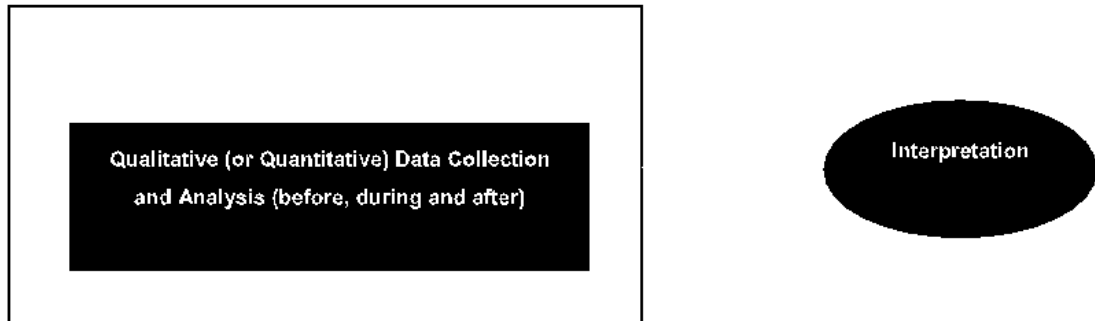 Qualitative (or Quantitative) Data Collection
and Analysis (before, during and after)
Interpretation